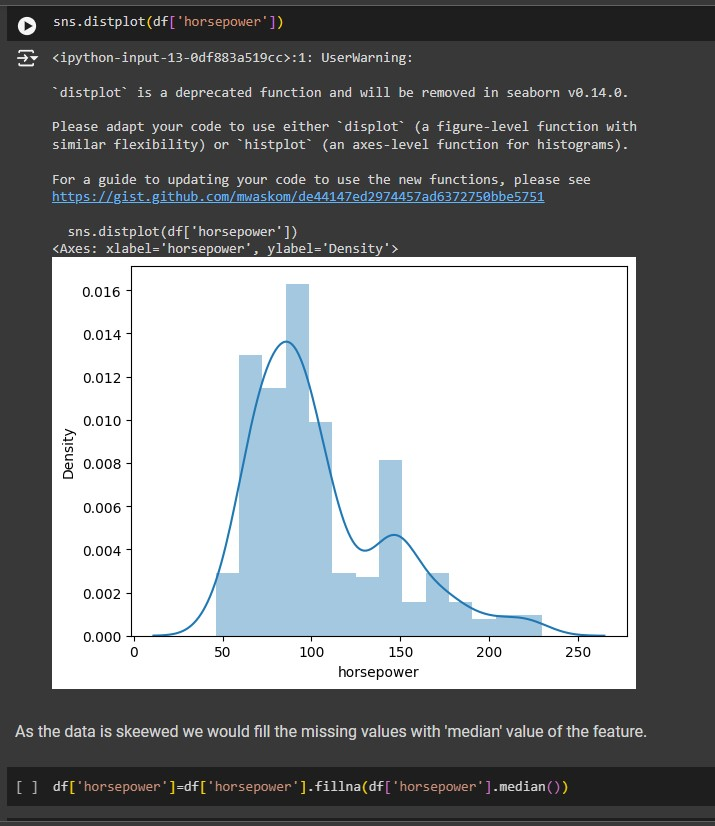 sns.distplot(df['horsepower'])
<ipython-input-13-0df883a519cc>:1: UserWarning:
`distplot` is a deprecated function and will be removed in seaborn v0.14.0.
Please adapt your code to use either `displot` (a figure-level function with
similar flexibility) or `histplot` (an axes-level function for histograms).
For a guide to updating your code to use the new functions, please see
https://gist.github.com/mwaskom/de44147ed2974457ad6372750bbe5751
sns.distplot(df['horsepower'])
<Axes: xlabel='horsepower', ylabel='Density'>
0.016
0.014
0.012
0.010
0.008
0.006
0.004
0.002
0.000
Density
0 50 100 150 200 250
horsepower
As the data is skeewed we would fill the missing values with 'median' value of the feature.
[ ] df['horsepower']=df['horsepower'].fillna(df['horsepower'].median())